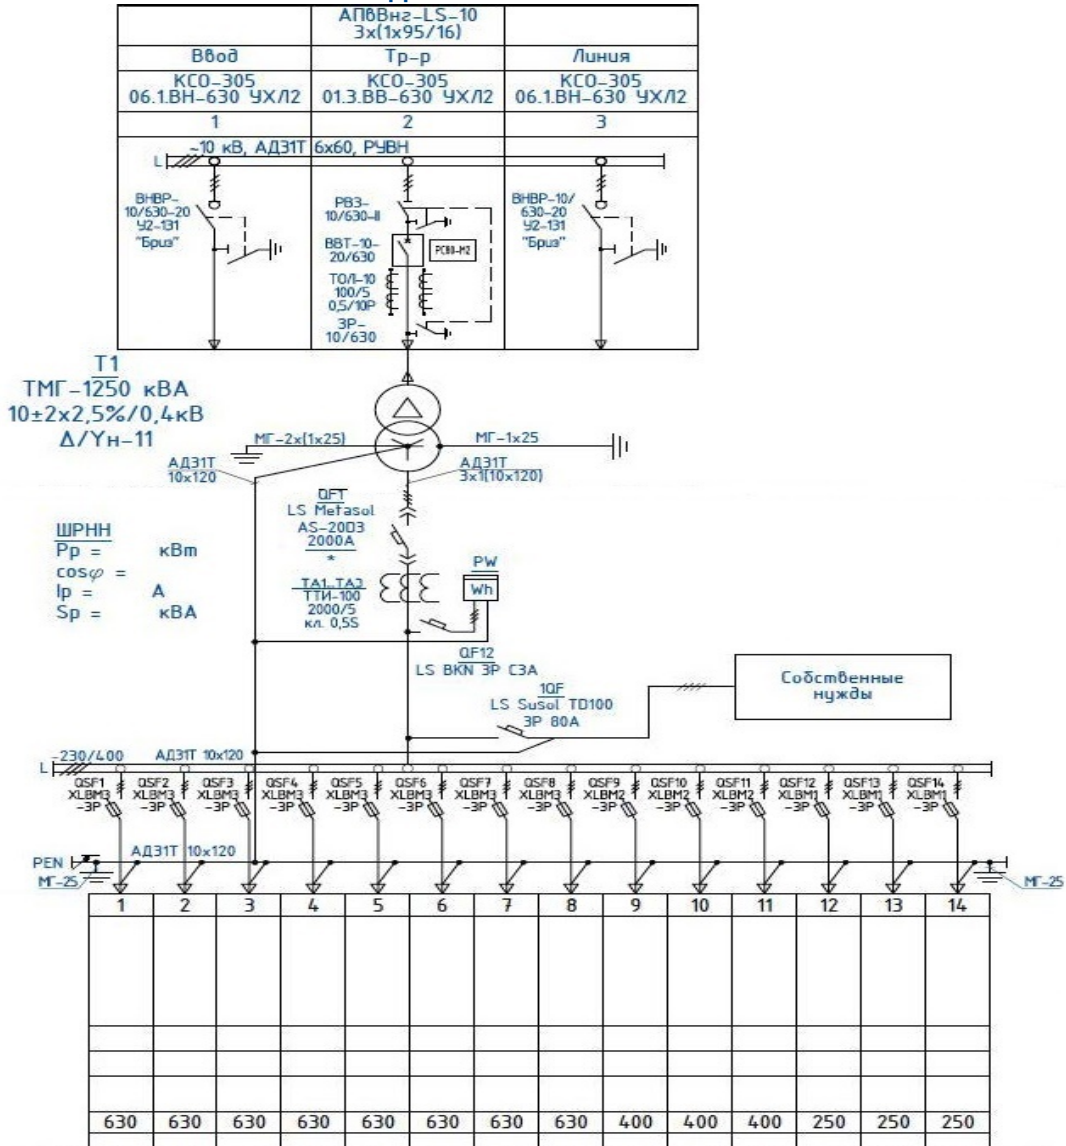 АПвВнг-LS-10
3х(1х95/16)
Ввод
Тр-р
Линия
КСО-305
06.1.ВН-630 УХЛ2
КСО-305
01.3.ВВ-630 УХЛ2
КСО-305
06.1.ВН-630 УХЛ2
1
2
3
~10 кВ, АД31Т 6х60, РУВН
L
ВНВР-
10/630-20
У2-131
"Бриз"
РВЗ-
10/630-II
ВВТ-10-
20/630
РС80-М2
ТОЛ-10
100/5
0,5/10Р
ЗР-
10/630
ВНВР-10/
630-20
У2-131
"Бриз"
Т1
ТМГ-1250 кВА
10±2х2,5%/0,4кВ
Δ/Yн-11
МГ-2х(1х25)
МГ-1х25
АД31Т
10х120
АД31Т
3х1(10х120)
QFT
LS Metasol
AS-20D3
2000А
*
ШРНН
Рр = кВт
cosφ =
Iр = А
Sр = кВА
ТА1..ТА3
ТТИ-100
2000/5
кл. 0,5S
PW
Wh
QF12
LS BKN 3P C3A
1QF
LS Susol TD100
3P 80A
Собственные
нужды
~230/400 АД31Т 10х120
L
QSF1
XLBM3
-3P
QSF2
XLBM3
-3P
QSF3
XLBM3
-3P
QSF4
XLBM3
-3P
QSF5
XLBM3
-3P
QSF6
XLBM3
-3P
QSF7
XLBM3
-3P
QSF8
XLBM3
-3P
QSF9
XLBM2
-3P
QSF10
XLBM2
-3P
QSF11
XLBM2
-3P
QSF12
XLBM1
-3P
QSF13
XLBM1
-3P
QSF14
XLBM1
-3P
PEN
АД31Т 10х120
МГ-25
МГ-25
1 2 3 4 5 6 7 8 9 10 11 12 13 14
630 630 630 630 630 630 630 630 400 400 400 250 250 250